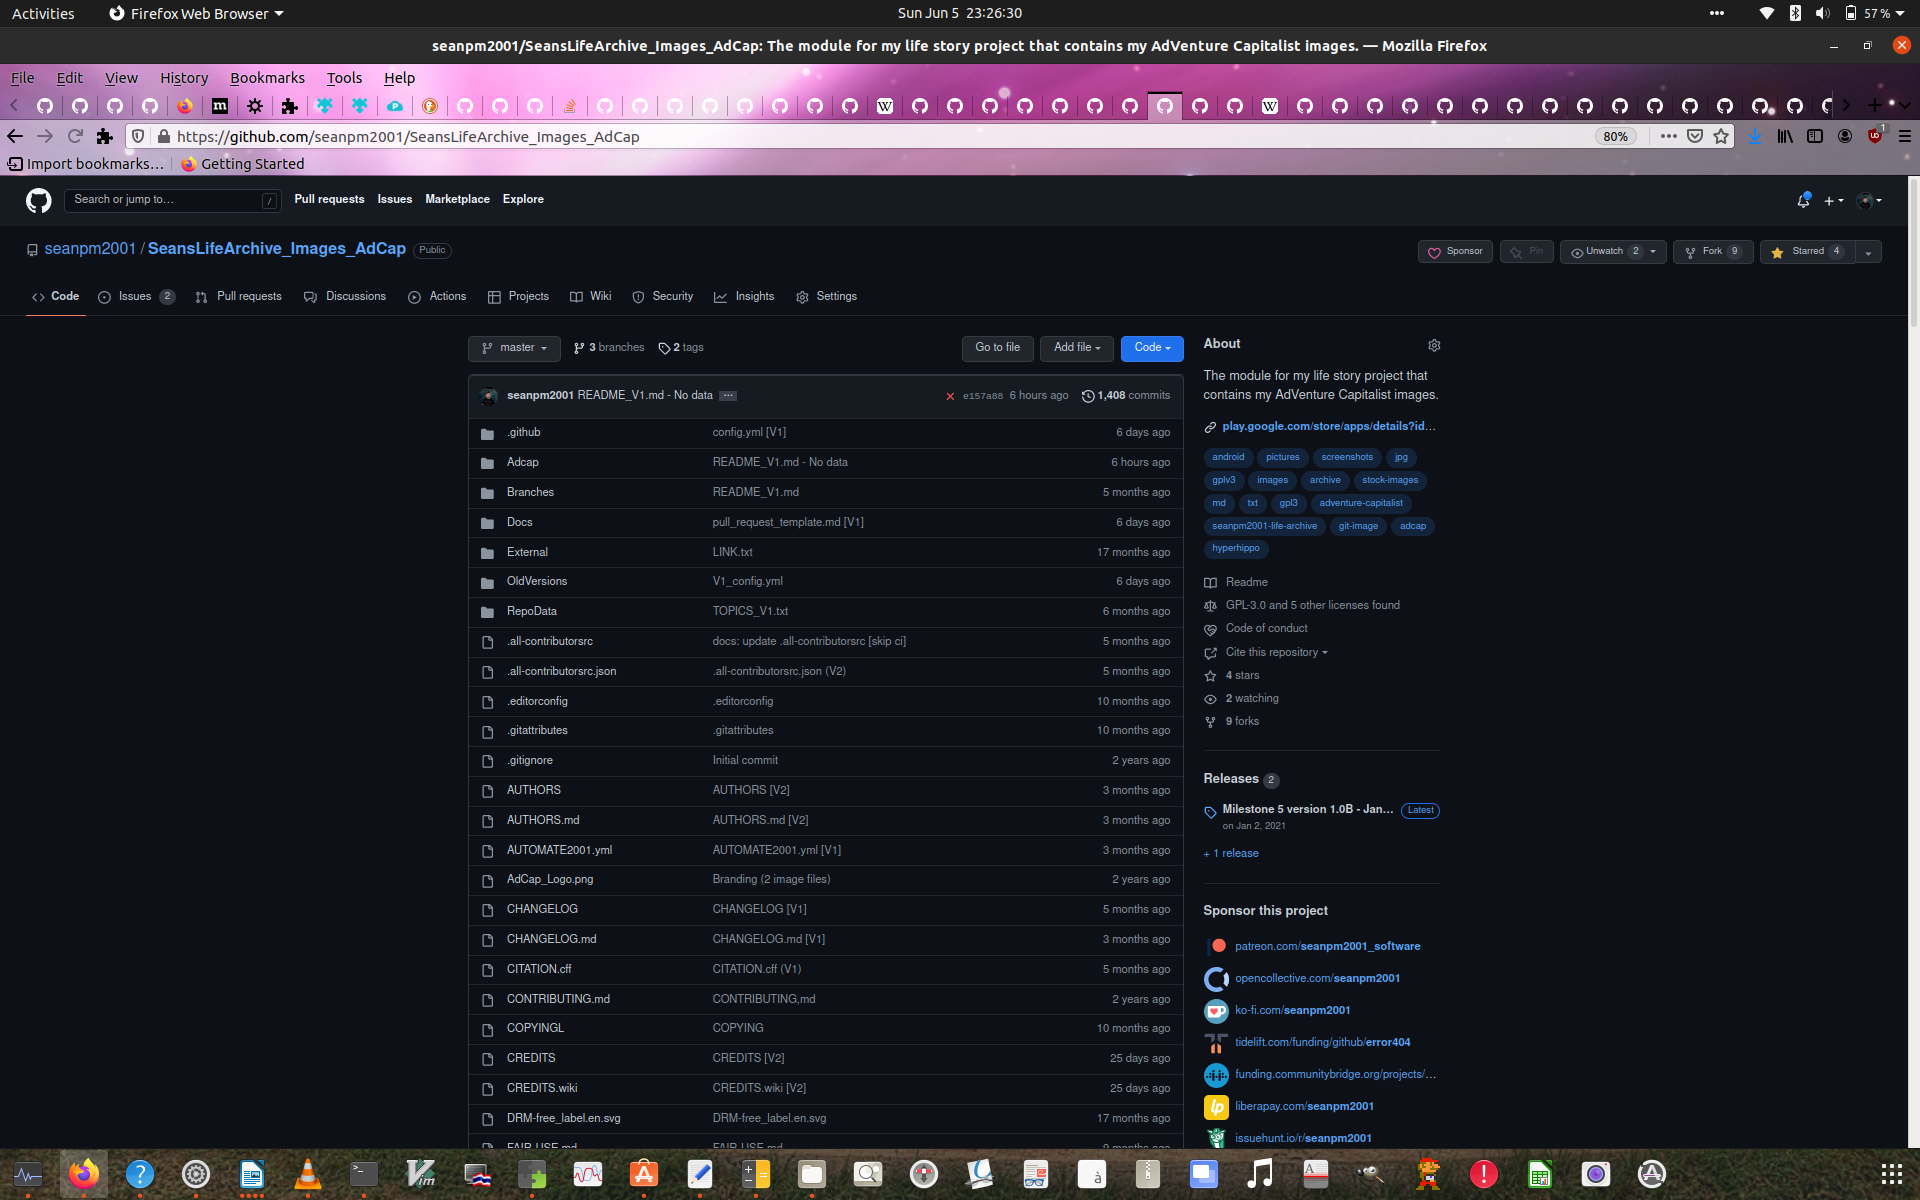 Activities
Firefox Web Browser
Sun Jun 5 23:26:30
57 %
seanpm2001/SeansLifeArchive_Images_AdCap: The module for my life story project that contains my AdVenture Capitalist images. — Mozilla Firefox
File Edit View History Bookmarks Tools Help
https://github.com/seanpm2001/SeansLifeArchive_Images_AdCap
80%
1
Import bookmarks…
Getting Started
Search or jump to…
/
Pull requests Issues Marketplace Explore
seanpm2001 / SeansLifeArchive_Images_AdCap
Public
Sponsor
Pin
Unwatch 2
Fork 9
Starred 4
Code
Issues 2
Pull requests
Discussions
Actions
Projects
Wiki
Security
Insights
Settings
master
3 branches
2 tags
Go to file
Add file
Code
seanpm2001 README_V1.md - No data
e157a88 6 hours ago
1,408 commits
.github config.yml [V1] 6 days ago
Adcap README_V1.md - No data 6 hours ago
Branches README_V1.md 5 months ago
Docs pull_request_template.md [V1] 6 days ago
External LINK.txt 17 months ago
OldVersions V1_config.yml 6 days ago
RepoData TOPICS_V1.txt 6 months ago
.all-contributorsrc docs: update .all-contributorsrc [skip ci] 5 months ago
.all-contributorsrc.json .all-contributorsrc.json (V2) 5 months ago
.editorconfig .editorconfig 10 months ago
.gitattributes .gitattributes 10 months ago
.gitignore Initial commit 2 years ago
AUTHORS AUTHORS [V2] 3 months ago
AUTHORS.md AUTHORS.md [V2] 3 months ago
AUTOMATE2001.yml AUTOMATE2001.yml [V1] 3 months ago
AdCap_Logo.png Branding (2 image files) 2 years ago
CHANGELOG CHANGELOG [V1] 5 months ago
CHANGELOG.md CHANGELOG.md [V1] 3 months ago
CITATION.cff CITATION.cff (V1) 5 months ago
CONTRIBUTING.md CONTRIBUTING,md 2 years ago
COPYINGL COPYING 10 months ago
CREDITS CREDITS [V2] 25 days ago
CREDITS.wiki CREDITS.wiki [V2] 25 days ago
DRM-free_label.en.svg DRM-free_label.en.svg 17 months ago
FAIR USE.md FAIR USE.md 9 months ago
About
The module for my life story project that
contains my AdVenture Capitalist images.
play.google.com/store/apps/details?id…
android pictures screenshots jpg
gplv3 images archive stock-images
md txt gpl3 adventure-capitalist
seanpm2001-life-archive git-image adcap
hyperhippo
Readme
GPL-3.0 and 5 other licenses found
Code of conduct
Cite this repository
4 stars
2 watching
9 forks
Releases 2
Milestone 5 version 1.0B - Jan… Latest
on Jan 2, 2021
+ 1 release
Sponsor this project
patreon.com/seanpm2001_software
opencollective.com/seanpm2001
ko-fi.com/seanpm2001
tidelift.com/funding/github/error404
funding.communitybridge.org/projects/…
liberapay.com/seanpm2001
issuehunt.io/r/seanpm2001